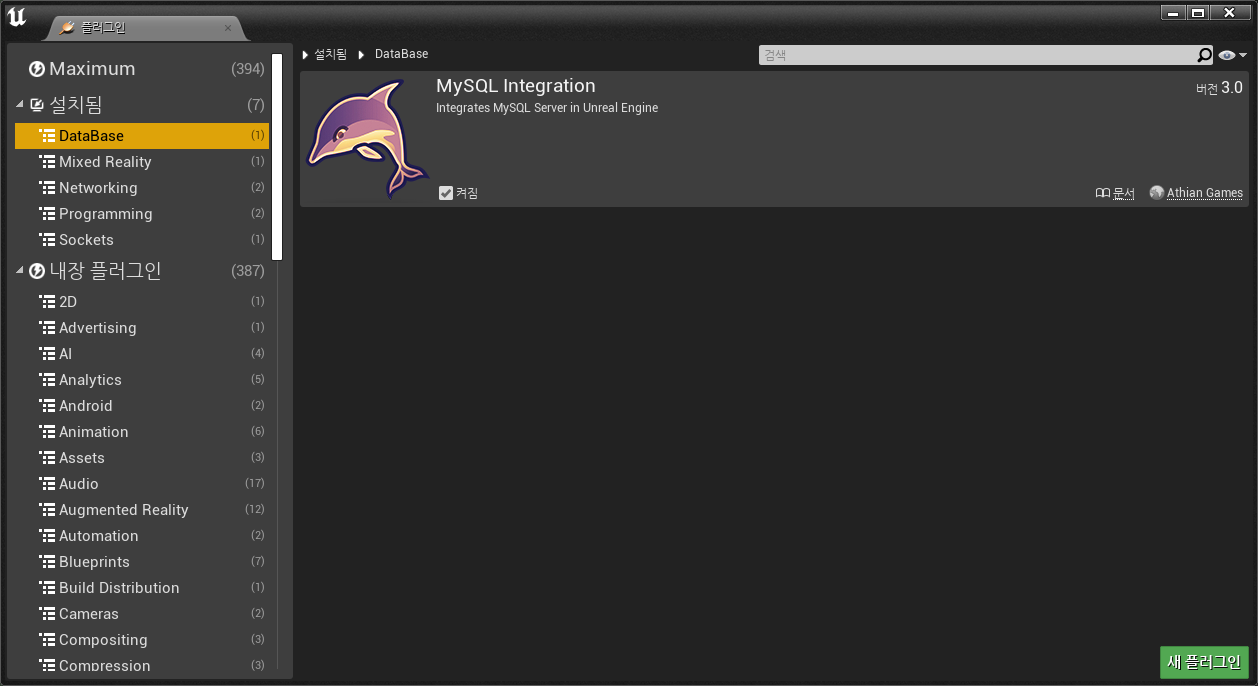 플러그인
Maximum (394)
설치됨 (7)
DataBase (1)
Mixed Reality (1)
Networking (2)
Programming (2)
Sockets (1)
내장 플러그인 (387)
2D (1)
Advertising (1)
AI (4)
Analytics (5)
Android (2)
Animation (6)
Assets (3)
Audio (17)
Augmented Reality (12)
Automation (2)
Blueprints (7)
Build Distribution (1)
Cameras (2)
Compositing (3)
Compression (3)
설치됨 DataBase
검색
MySQL Integration
버전 3.0
Integrates MySQL Server in Unreal Engine
켜짐
문서 Athian Games
새 플러그인